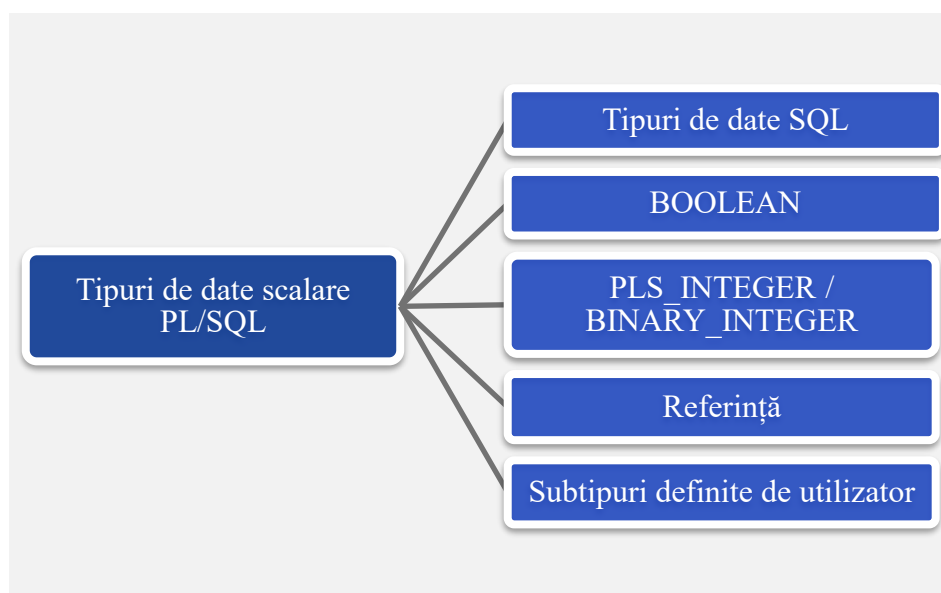 Tipuri de date SQL
BOOLEAN
Tipuri de date scalare
PL/SQL
PLS_INTEGER /
BINARY_INTEGER
Referință
Subtipuri definite de utilizator